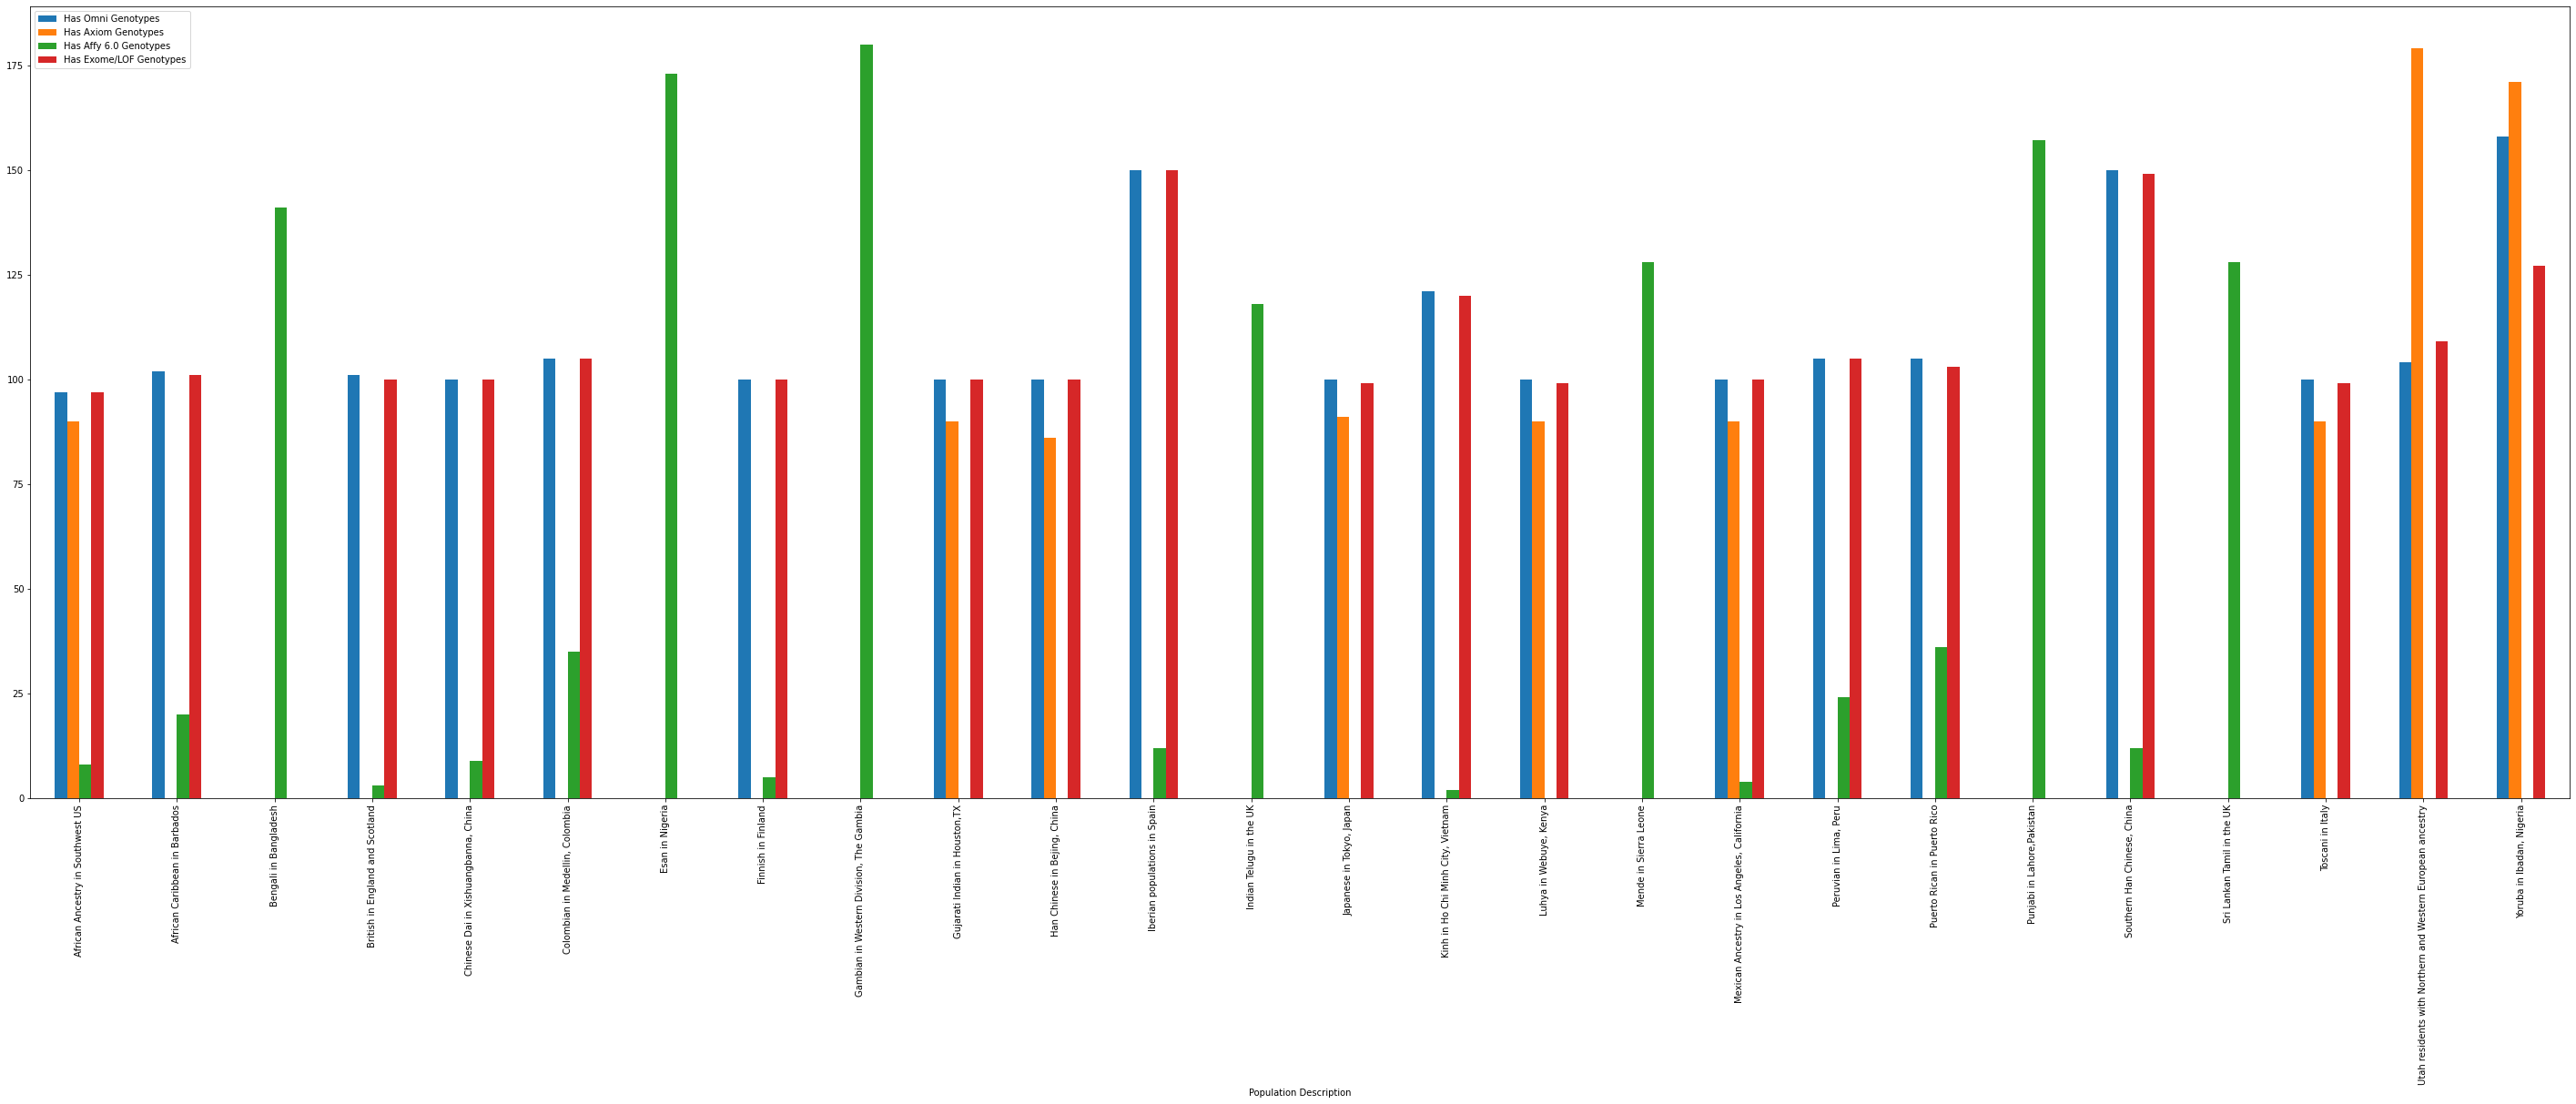 Has Omni Genotypes
Has Axiom Genotypes
Has Affy 6.0 Genotypes
Has Exome/LOF Genotypes
175
150
125
100
75
50
25
0
African Ancestry in Southwest US
African Caribbean in Barbados
Bengali in Bangladesh
British in England and Scotland
Chinese Dai in Xishuangbanna, China
Colombian in Medellin, Colombia
Esan in Nigeria
Finnish in Finland
Gambian in Western Division, The Gambia
Gujarati Indian in Houston,TX
Han Chinese in Bejing, China
Iberian populations in Spain
Indian Telugu in the UK
Japanese in Tokyo, Japan
Kinh in Ho Chi Minh City, Vietnam
Luhya in Webuye, Kenya
Mende in Sierra Leone
Mexican Ancestry in Los Angeles, California
Peruvian in Lima, Peru
Puerto Rican in Puerto Rico
Punjabi in Lahore,Pakistan
Southern Han Chinese, China
Sri Lankan Tamil in the UK
Toscani in Italy
Utah residents with Northern and Western European ancestry
Yoruba in Ibadan, Nigeria
Population Description